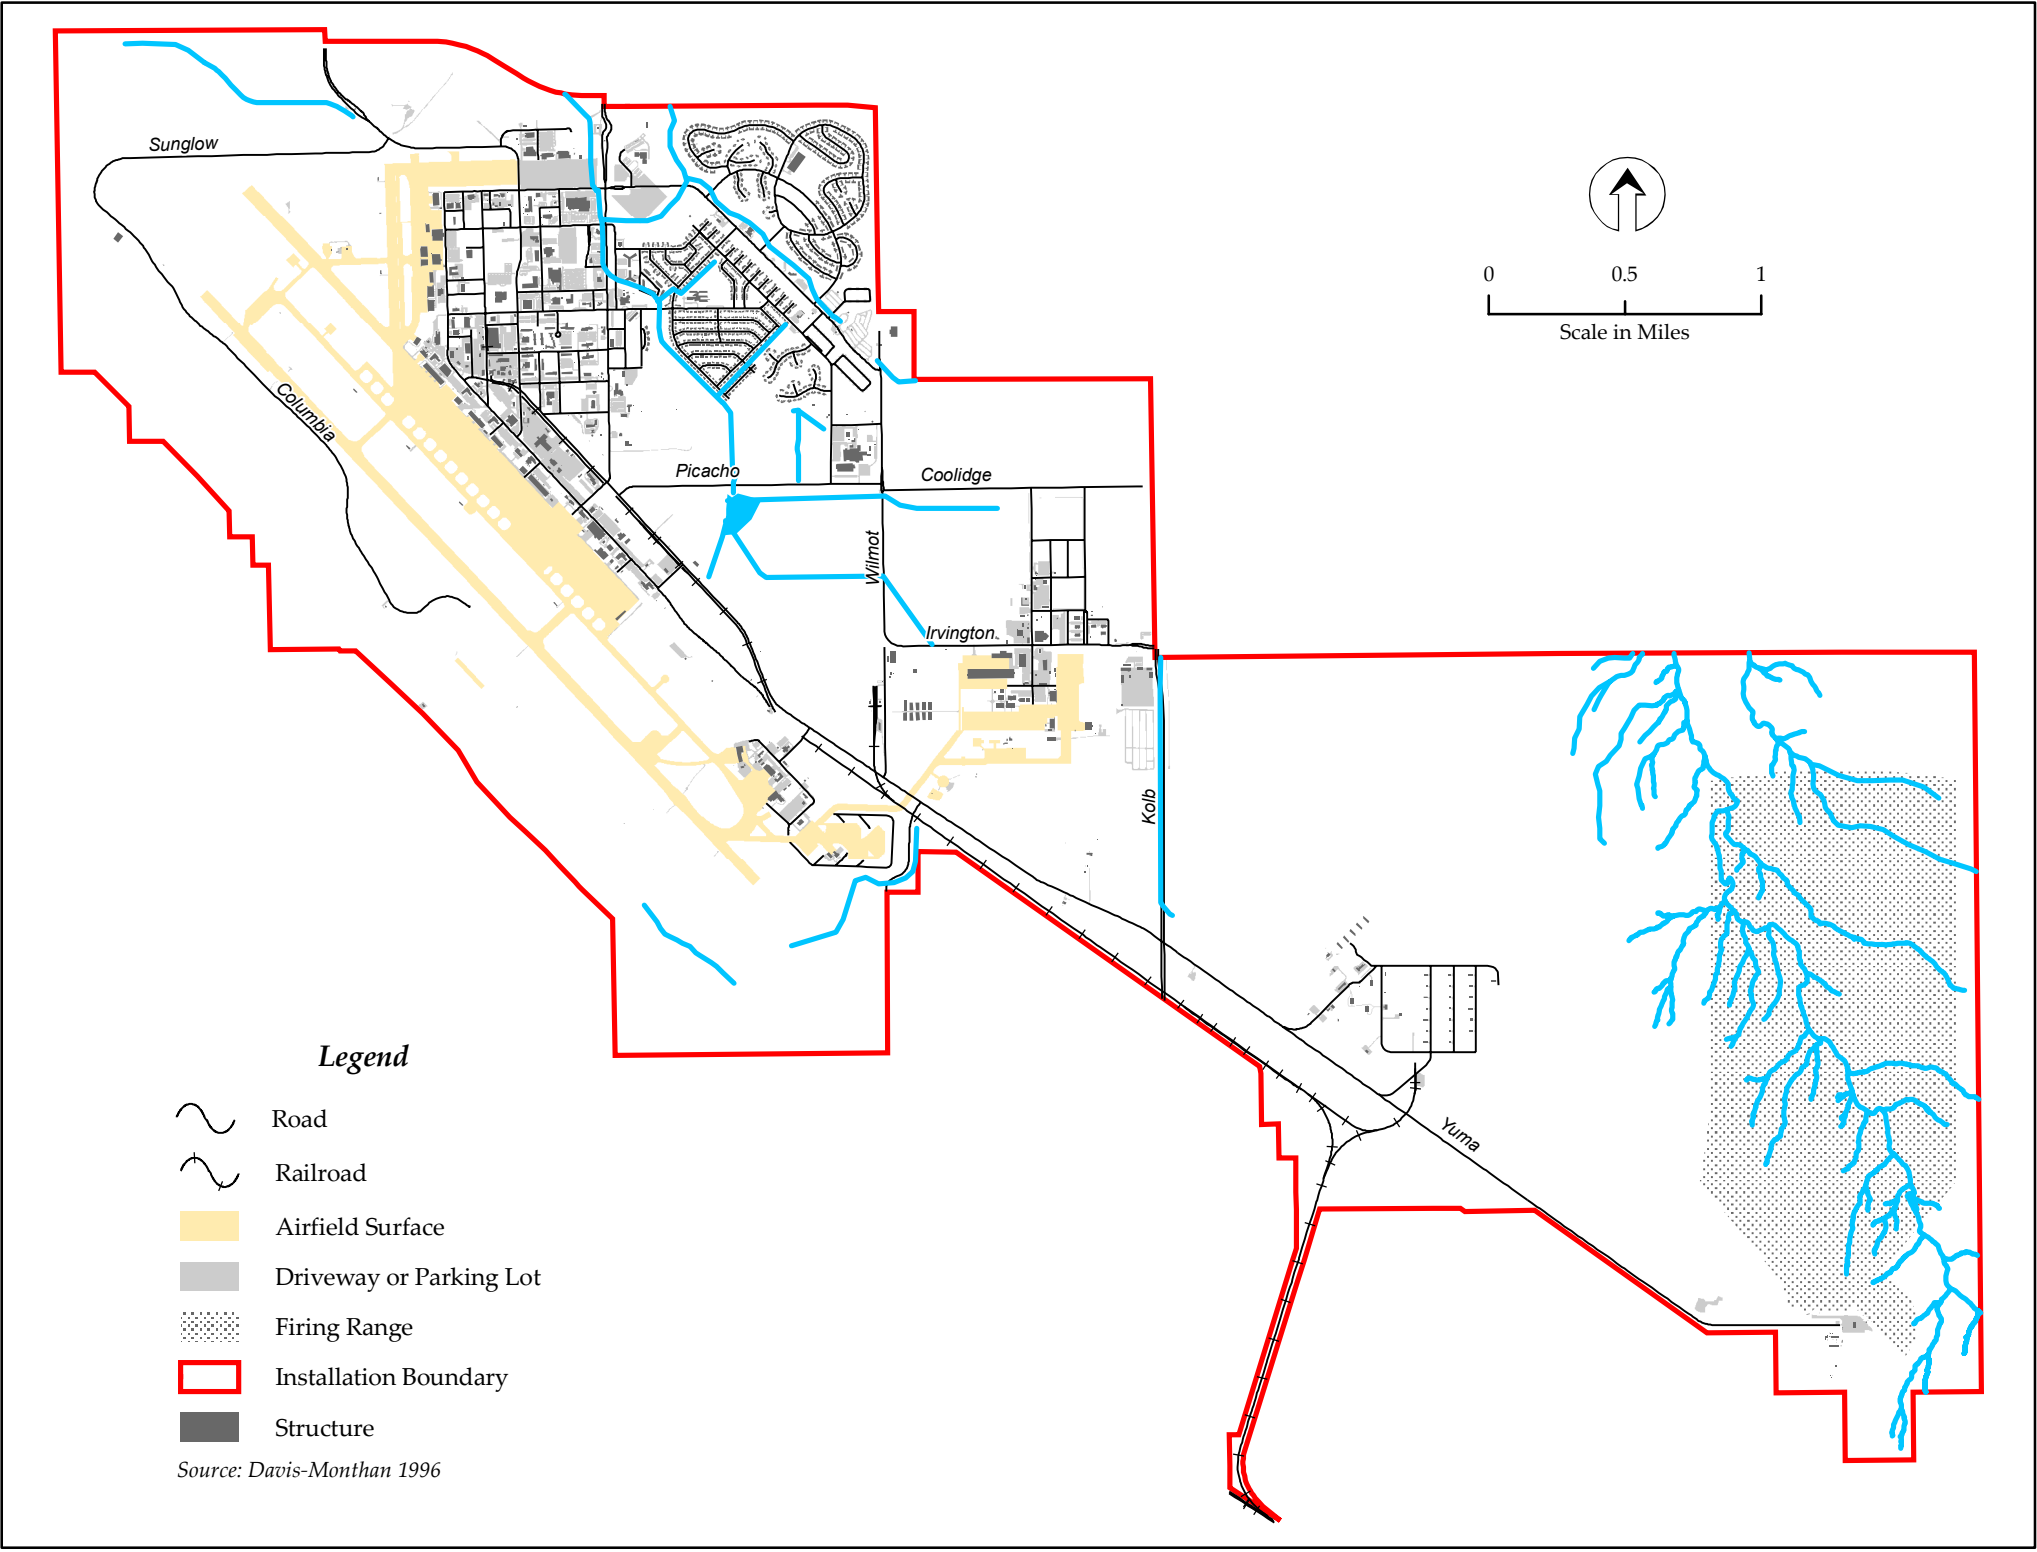 Sunglow
Columbia
Picacho
Coolidge
Wilmot
Irvington
Kolb
Yuma
0 0.5 1
Scale in Miles
Legend
Road
Railroad
Airfield Surface
Driveway or Parking Lot
Firing Range
Installation Boundary
Structure
Source: Davis-Monthan 1996